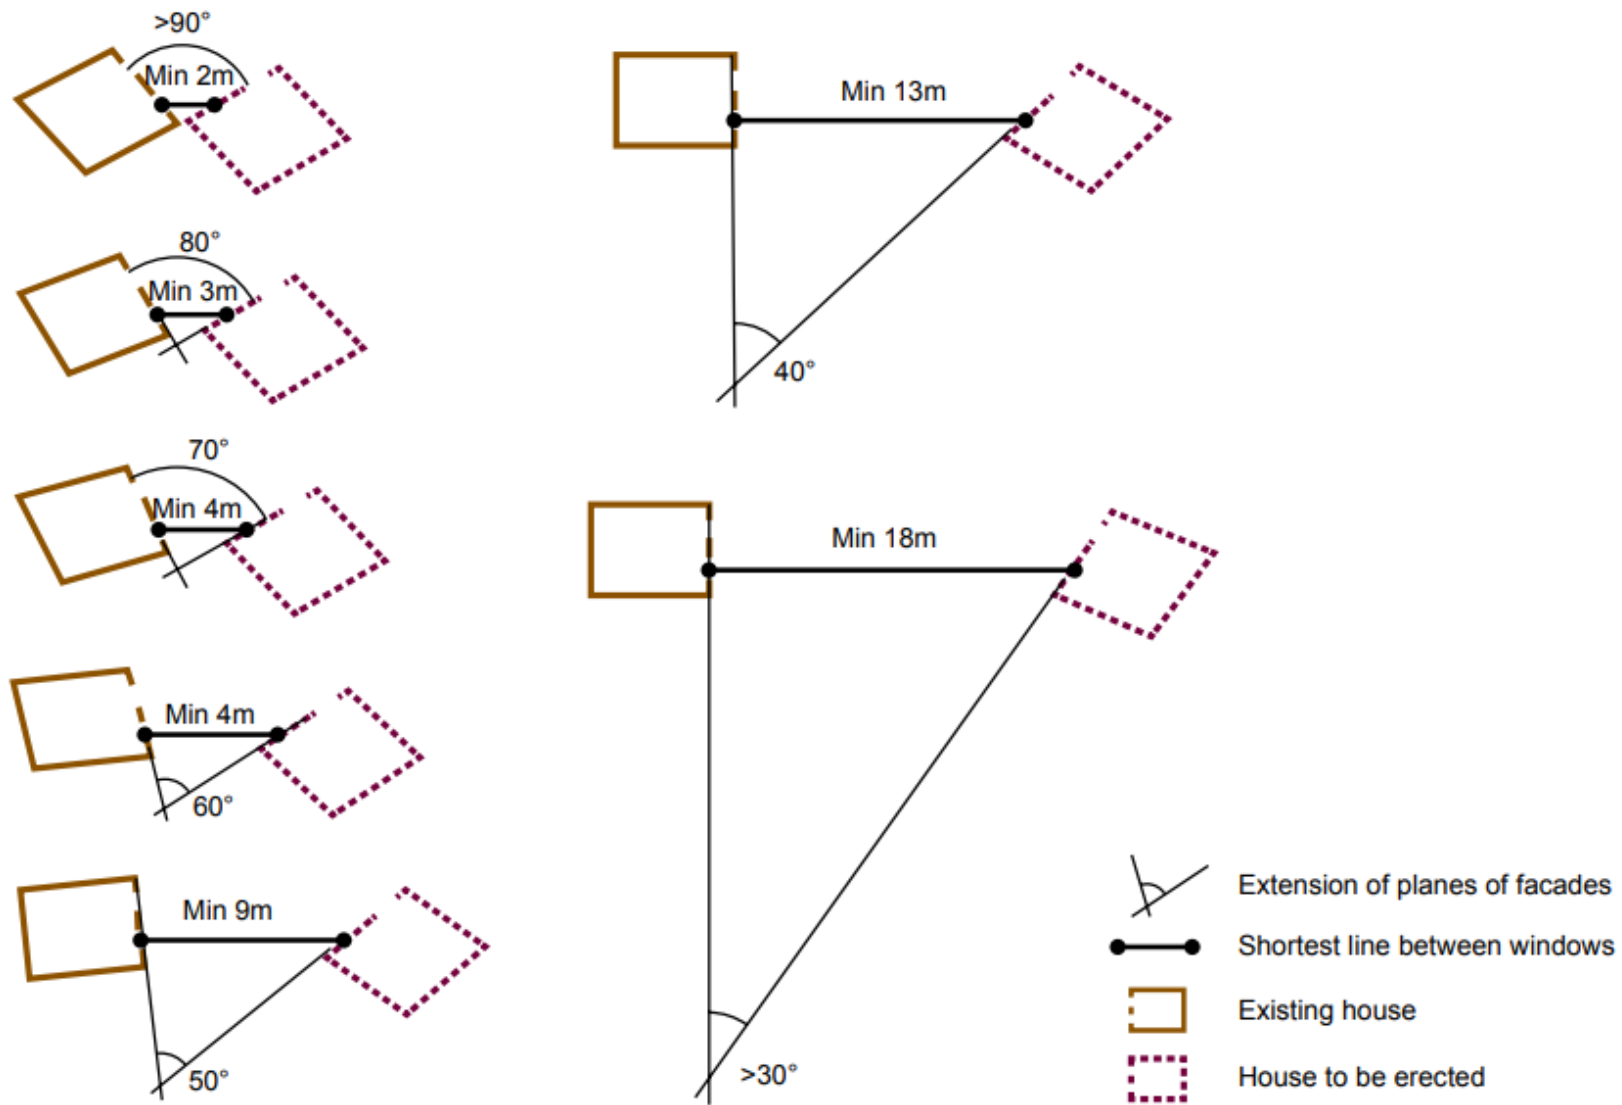 >90°
Min 2m
80°
Min 3m
70°
Min 4m
Min 4m
60°
Min 9m
50°
Min 13m
40°
Min 18m
>30°
Extension of planes of facades
Shortest line between windows
Existing house
House to be erected